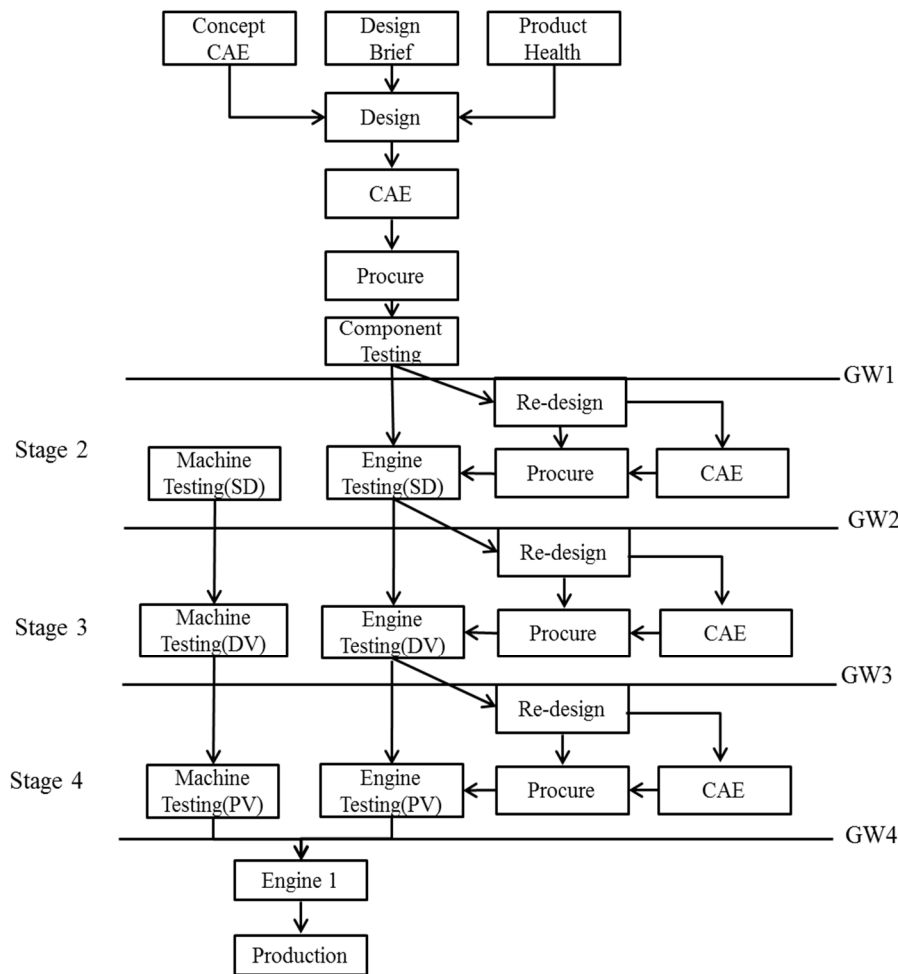 Concept
CAE
Design
Brief
Product
Health
Design
CAE
Procure
Component
Testing
GW1
Re-design
Stage 2
Machine
Testing(SD)
Engine
Testing(SD)
Procure
CAE
GW2
Re-design
Stage 3
Machine
Testing(DV)
Engine
Testing(DV)
Procure
CAE
GW3
Re-design
Stage 4
Machine
Testing(PV)
Engine
Testing(PV)
Procure
CAE
GW4
Engine 1
Production